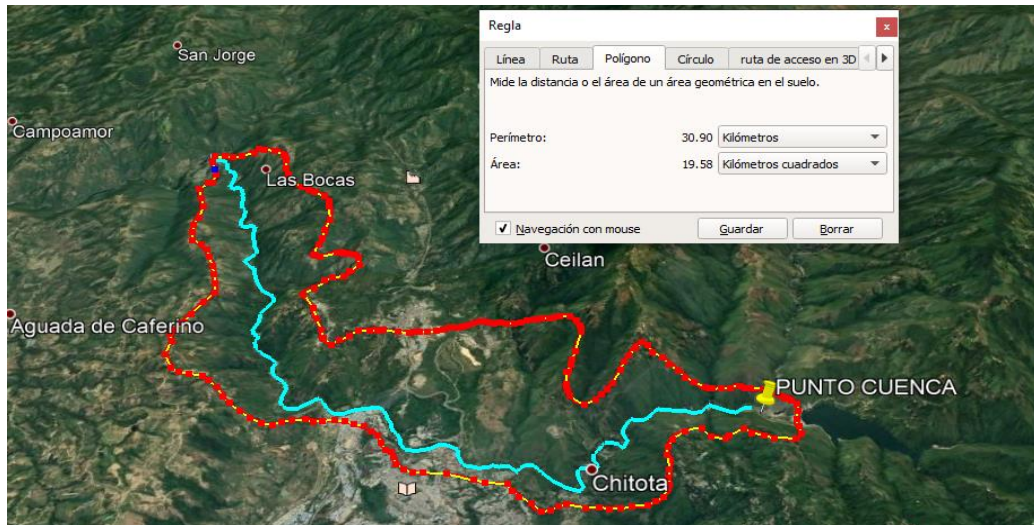 Regla
x
Línea Ruta Polígono Círculo ruta de acceso en 3D
Mide la distancia o el área de un área geométrica en el suelo.
Perímetro: 30.90 Kilómetros
Área: 19.58 Kilómetros cuadrados
Navegación con mouse Guardar Borrar
San Jorge
Campoamor
Las Bocas
Ceilan
Aguada de Caferino
PUNTO CUENCA
Chitota